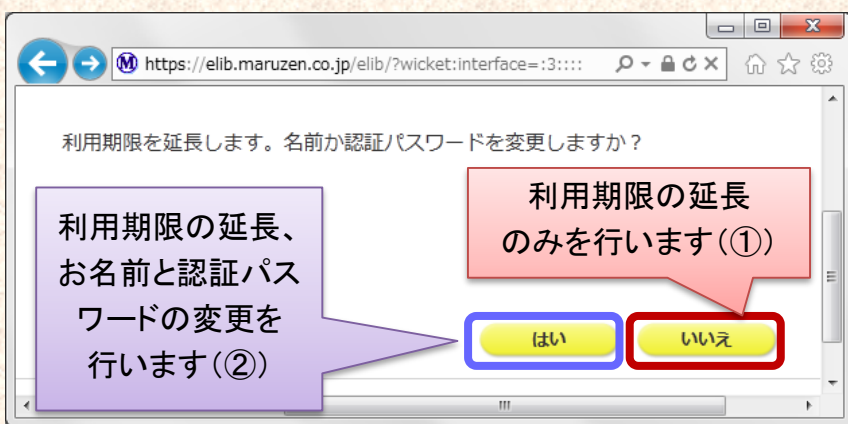 https://elib.maruzen.co.jp/elib/?wicket:interface=:3::::
利用期限を延長します。名前か認証パスワードを変更しますか？
利用期限の延長
のみを行います(①)
利用期限の延長、
お名前と認証パス
ワードの変更を
行います(②)
はい
いいえ